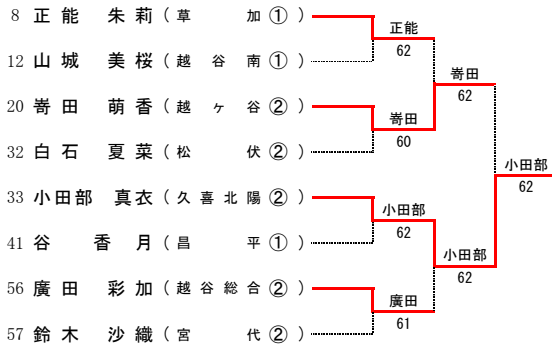 8 正能 朱莉 (草加①)
12 山城 美桜 (越谷南①)
20 嵜田 萌香 (越ヶ谷②)
32 白石 夏菜 (松伏②)
33 小田部 真衣 (久喜北陽②)
41 谷 香月 (昌平①)
56 廣田 彩加 (越谷総合②)
57 鈴木 沙織 (宮代②)
正能
62
嵜田
60
小田部
62
廣田
61
嵜田
62
小田部
62
小田部
62